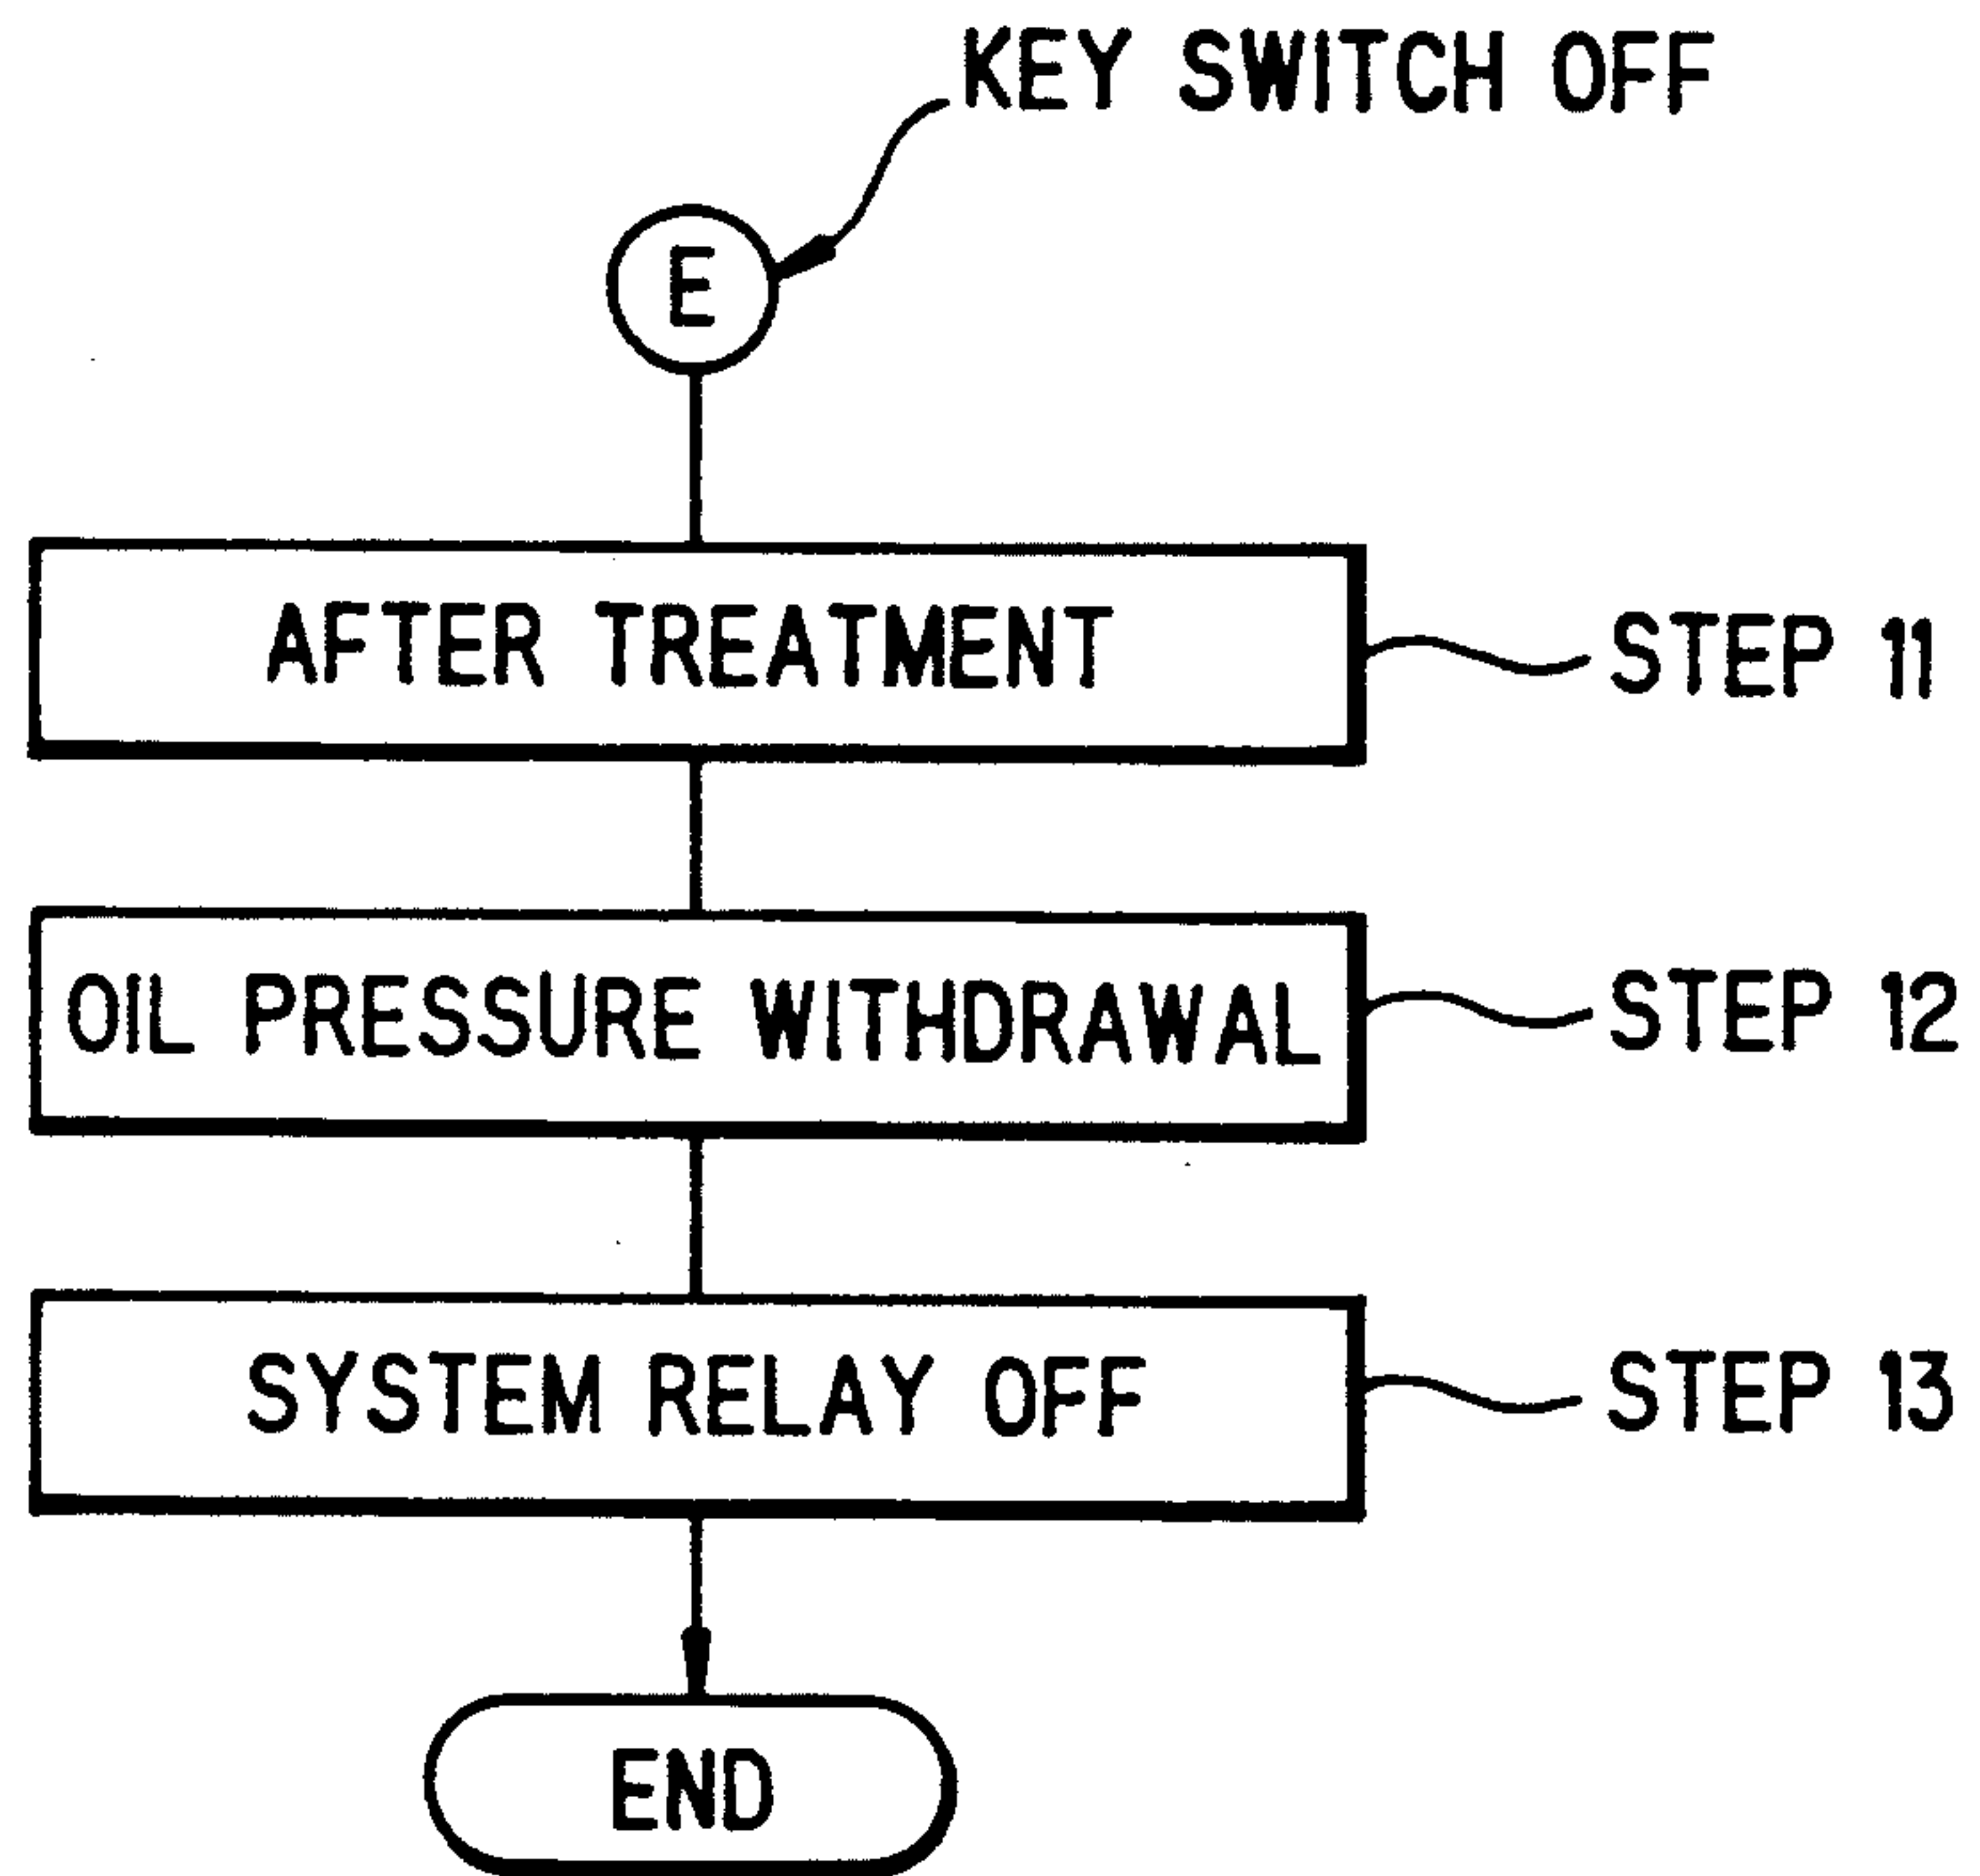 KEY SWITCH OFF
E
AFTER TREATMENT
STEP 11
OIL PRESSURE WITHDRAWAL
STEP 12
SYSTEM RELAY OFF
STEP 13
END